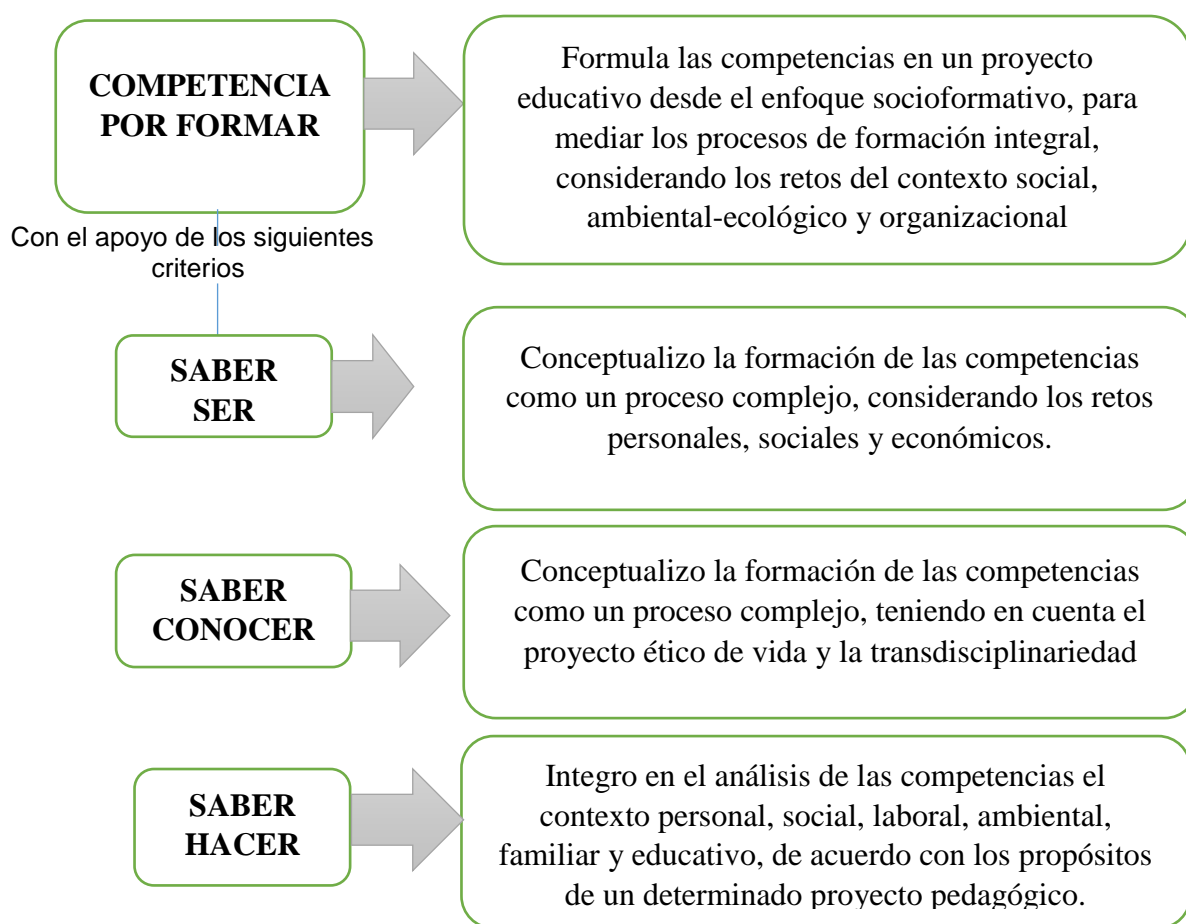 COMPETENCIA
POR FORMAR
Formula las competencias en un proyecto
educativo desde el enfoque socioformativo, para
mediar los procesos de formación integral,
considerando los retos del contexto social,
ambiental-ecológico y organizacional
Con el apoyo de los siguientes
criterios
SABER
SER
Conceptualizo la formación de las competencias
como un proceso complejo, considerando los retos
personales, sociales y económicos.
SABER
CONOCER
Conceptualizo la formación de las competencias
como un proceso complejo, teniendo en cuenta el
proyecto ético de vida y la transdisciplinariedad
SABER
HACER
Integro en el análisis de las competencias el
contexto personal, social, laboral, ambiental,
familiar y educativo, de acuerdo con los propósitos
de un determinado proyecto pedagógico.